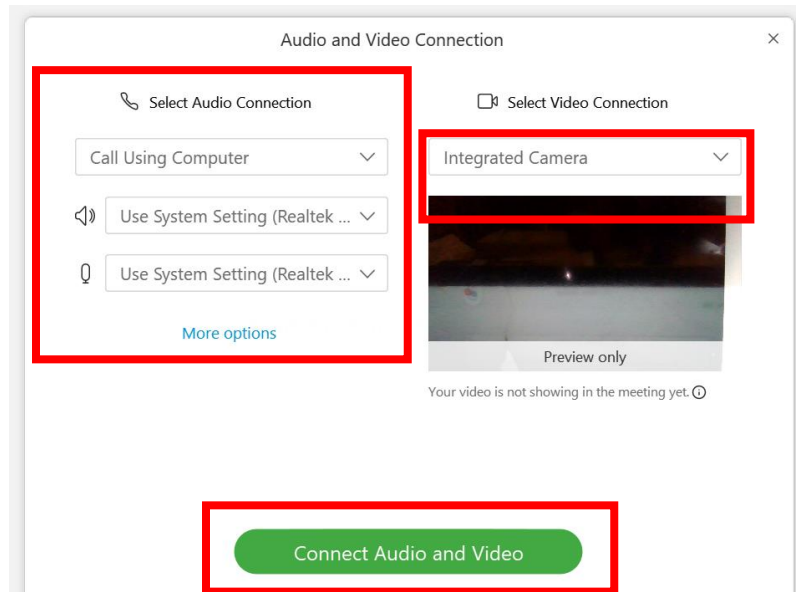 Audio and Video Connection
Select Audio Connection
Call Using Computer
Use System Setting (Realtek ...
Use System Setting (Realtek ...
More options
Select Video Connection
Integrated Camera
Preview only
Your video is not showing in the meeting yet.
Connect Audio and Video